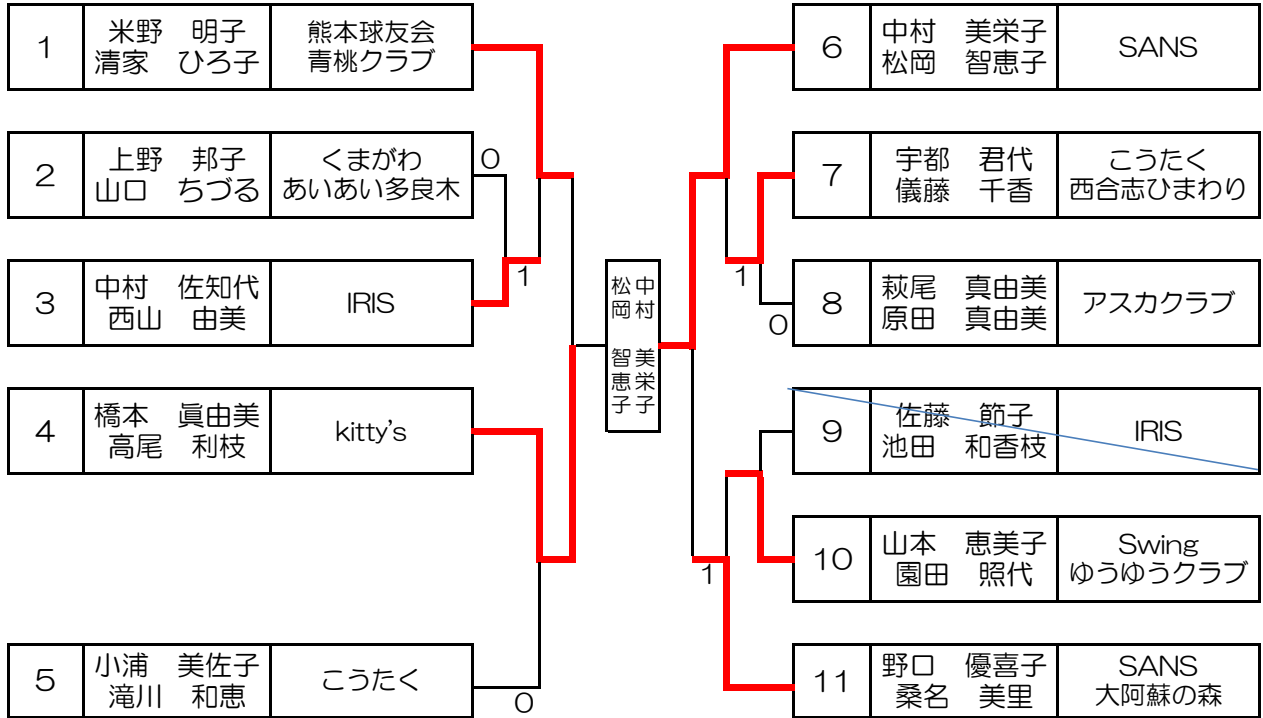 1
米野 明子
清家 ひろ子
熊本球友会
青桃クラブ
2
上野 邦子
山口 ちづる
くまがわ
あいあい多良木
0
3
中村 佐知代
西山 由美
IRIS
1
4
橋本 眞由美
高尾 利枝
kitty's
5
小浦 美佐子
滝川 和恵
こうたく
0
中村 美栄子
松岡 智恵子
6
中村 美栄子
松岡 智恵子
SANS
7
宇都 君代
儀藤 千香
こうたく
西合志ひまわり
1
8
萩尾 真由美
原田 真由美
アスカクラブ
0
9
佐藤 節子
池田 和香枝
IRIS
10
山本 恵美子
園田 照代
Swing
ゆうゆうクラブ
1
11
野口 優喜子
桑名 美里
SANS
大阿蘇の森